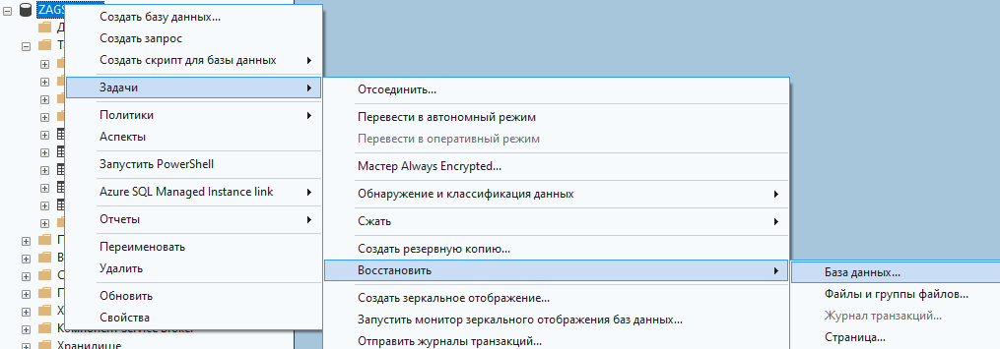 ZAGS
Создать базу данных...
Создать запрос
Создать скрипт для базы данных
Задачи
Политики
Аспекты
Запустить PowerShell
Azure SQL Managed Instance link
Отчеты
Переименовать
Удалить
Обновить
Свойства
Хранилище
Отсоединить...
Перевести в автономный режим
Перевести в оперативный режим
Мастер Always Encrypted...
Обнаружение и классификация данных
Сжать
Создать резервную копию...
Восстановить
Создать зеркальное отображение...
Запустить монитор зеркального отображения баз данных...
Отправить журналы транзакций...
База данных...
Файлы и группы файлов...
Журнал транзакций...
Страница...